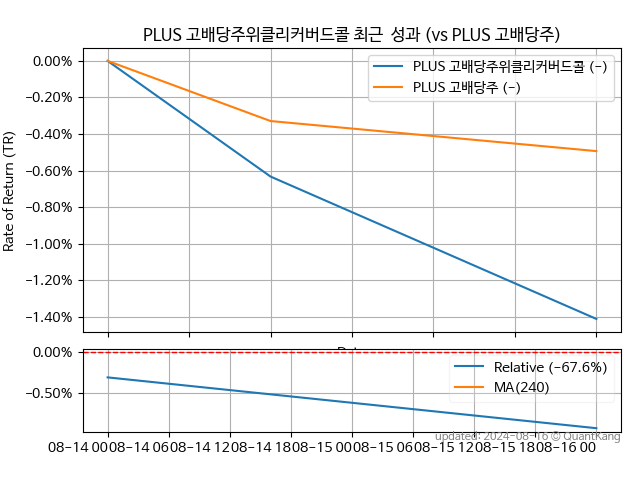 PLUS 고배당주위클리커버드콜 최근 성과 (vs PLUS 고배당주)
PLUS 고배당주위클리커버드콜 (-)
PLUS 고배당주 (-)
Rate of Return (TR)
0.00%
-0.20%
-0.40%
-0.60%
-0.80%
-1.00%
-1.20%
-1.40%
0.00%
-0.50%
Relative (-67.6%)
MA(240)
08-14 00
08-14 06
08-14 12
08-14 18
08-15 00
08-15 06
08-15 12
08-15 18
08-16 00
updated: 2024-08-16 © QuantKang